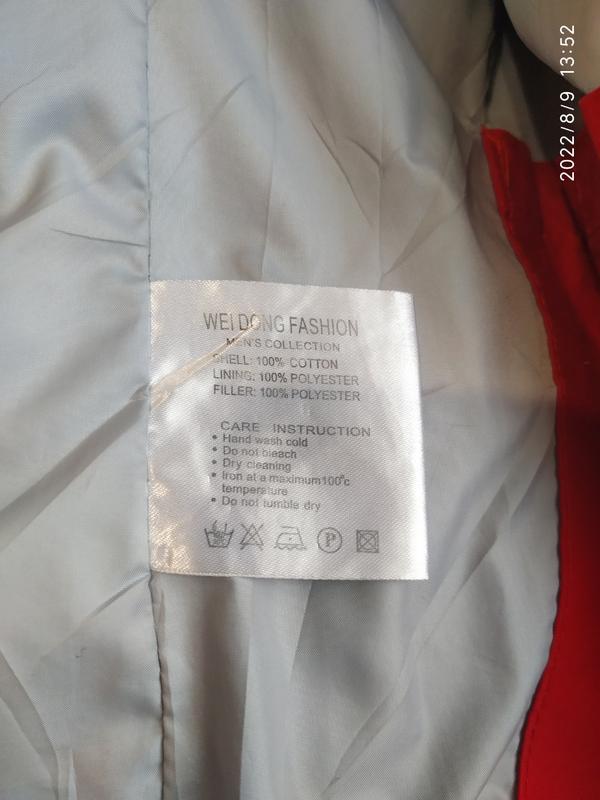 2022/8/9 13:52
WEI DONG FASHION
MEN'S COLLECTION
SHELL: 100% COTTON
LINING: 100% POLYESTER
FILLER: 100% POLYESTER
CARE INSTRUCTION
• Hand wash cold
• Do not bleach
• Dry cleaning
• Iron at a maximum100°c
temperature
• Do not tumble dry
P